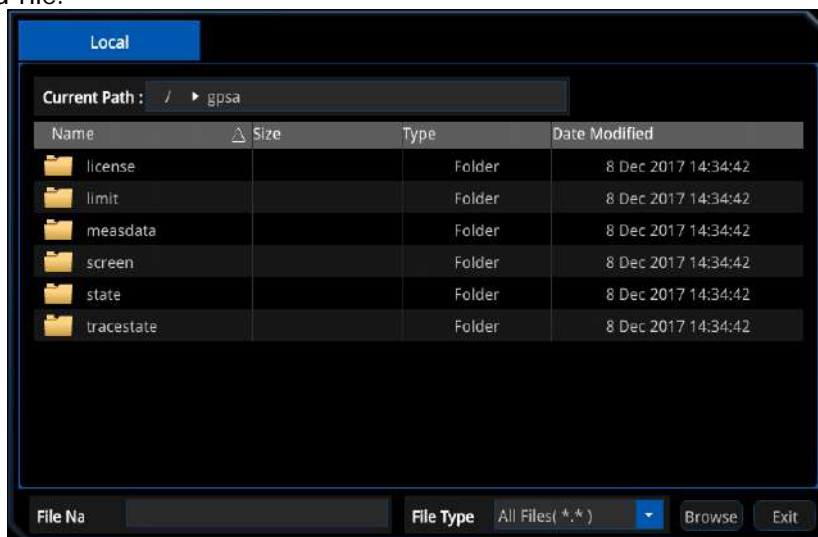 Local
Current Path : / gpsa
Name Size Type Date Modified
license Folder 8 Dec 2017 14:34:42
limit Folder 8 Dec 2017 14:34:42
measdata Folder 8 Dec 2017 14:34:42
screen Folder 8 Dec 2017 14:34:42
state Folder 8 Dec 2017 14:34:42
tracestate Folder 8 Dec 2017 14:34:42
File Na File Type All Files( *.* ) Browse Exit